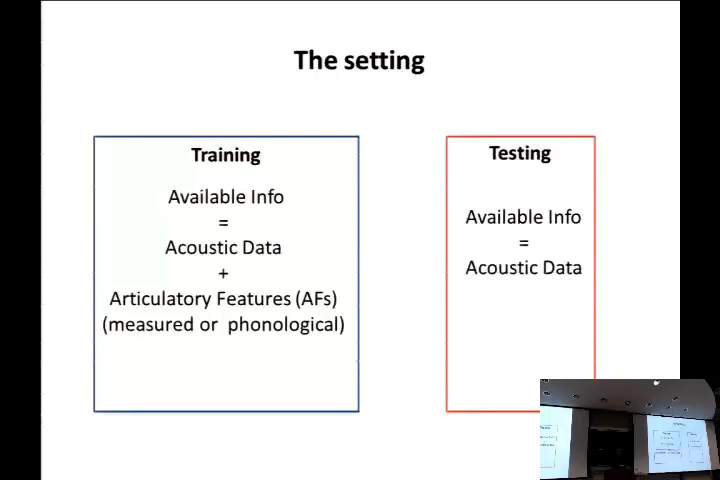 The setting
Training
Available Info
=
Acoustic Data
+
Articulatory Features (AFs)
(measured or phonological)
Testing
Available Info
=
Acoustic Data